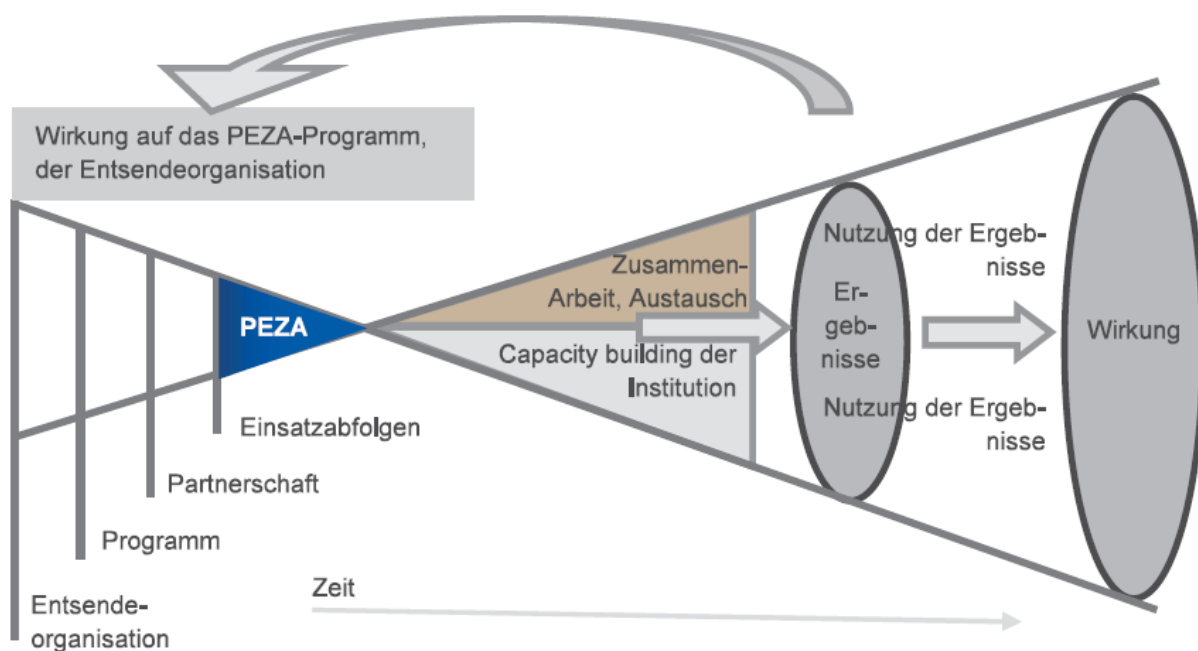 Wirkung auf das PEZA-Programm,
der Entsendeorganisation
PEZA
Einsatzabfolgen
Partnerschaft
Programm
Entsende-
organisation
Zusammen-
Arbeit, Austausch
Capacity building der
Institution
Er-
geb-
nisse
Nutzung der Ergeb-
nisse
Nutzung der Ergeb-
nisse
Wirkung
Zeit